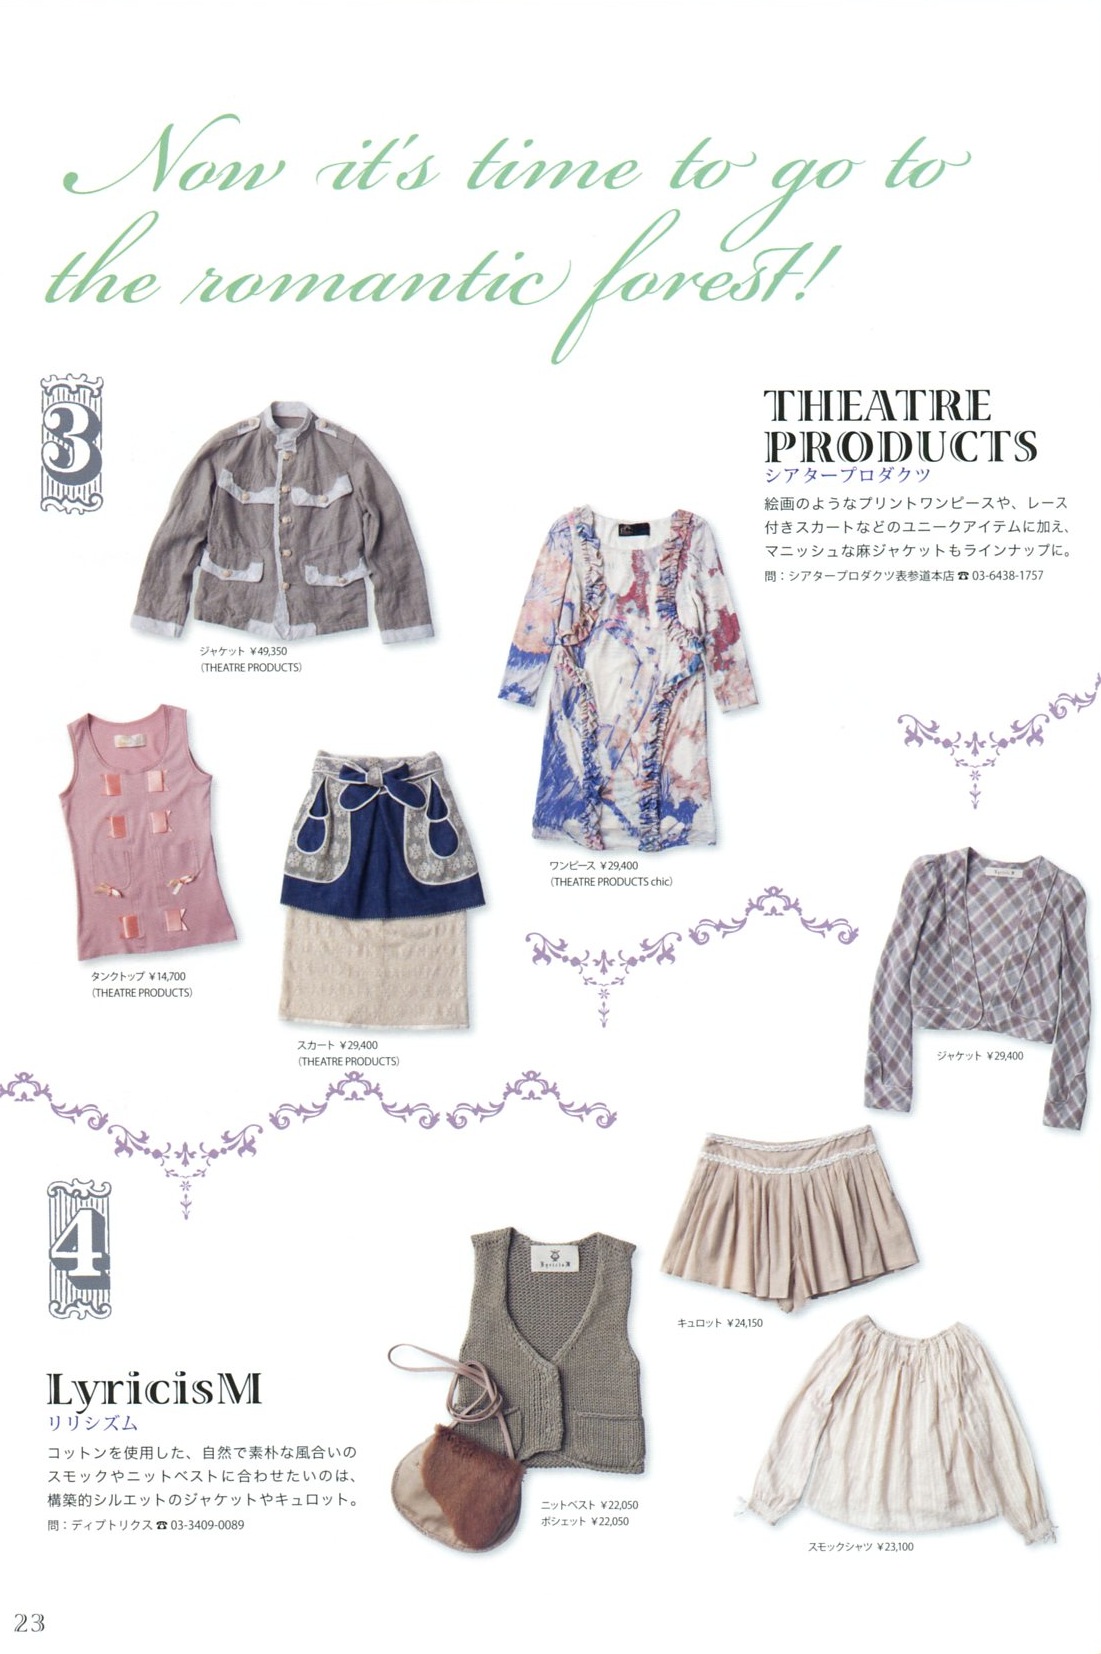 Now it's time to go to
the romantic forest!
3
THEATRE
PRODUCTS
シアタープロダクツ
絵画のようなプリントワンピースや、レース
付きスカートなどのユニークアイテムに加え、
マニッシュな麻ジャケットもラインナップに。
問：シアタープロダクツ表参道本店 ☎ 03-6438-1757
ジャケット ￥49,350
(THEATRE PRODUCTS)
ワンピース ￥29,400
(THEATRE PRODUCTS chic)
タンクトップ ￥14,700
(THEATRE PRODUCTS)
スカート ￥29,400
(THEATRE PRODUCTS)
LyricisM
ジャケット ￥29,400
キュロット ￥24,150
4
LyricisM
LyricisM
リリシズム
コットンを使用した、自然で素朴な風合いの
スモックやニットベストに合わせたいのは、
構築的シルエットのジャケットやキュロット。
問：ディプトリクス ☎ 03-3409-0089
ニットベスト ￥22,050
ポシェット ￥22,050
スモックシャツ ￥23,100
23